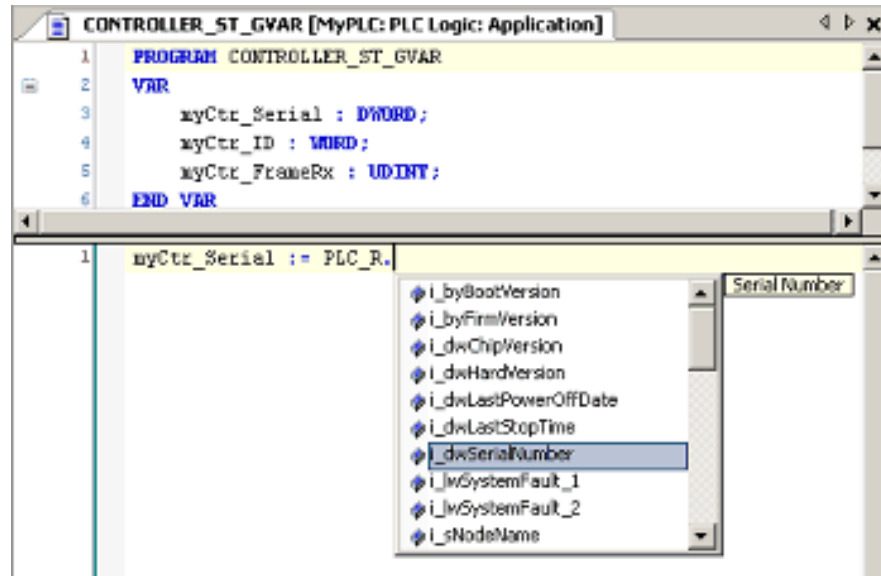 CONTROLLER_ST_GVAR [MyPLC: PLC Logic: Application]
1 PROGRAM CONTROLLER_ST_GVAR
2 VAR
3 myCtr_Serial : DWORD;
4 myCtr_ID : WORD;
5 myCtr_FrameRx : UDINT;
6 END_VAR
1 myCtr_Serial := PLC_R.
i_byBootVersion
Serial Number
i_byFirmVersion
i_dwChipVersion
i_dwHardVersion
i_dwLastPowerOffDate
i_dwLastStopTime
i_dwSerialNumber
i_lwSystemFault_1
i_lwSystemFault_2
i_sNodeName